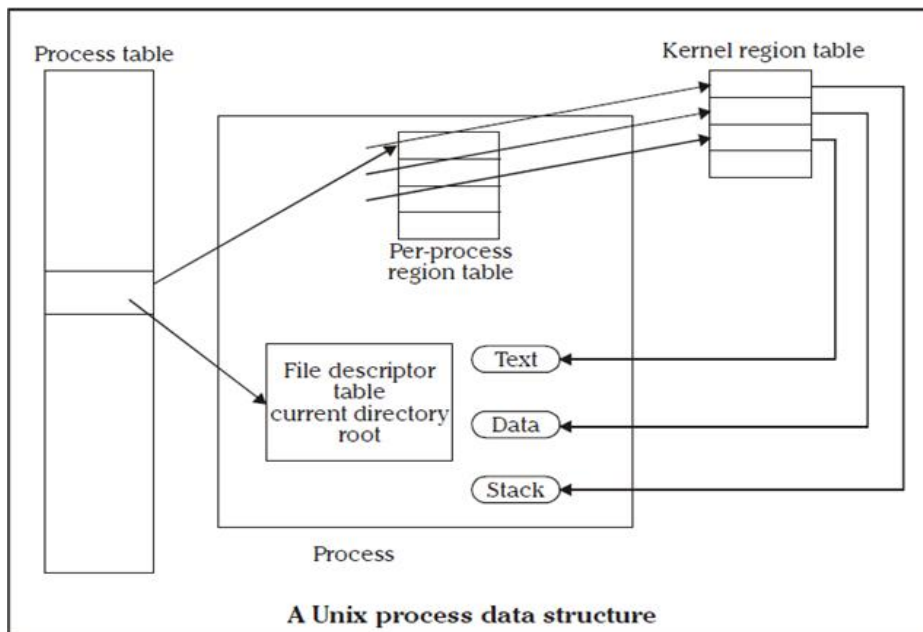 Process table
Kernel region table
Per-process
region table
File descriptor
table
current directory
root
Text
Data
Stack
Process
A Unix process data structure